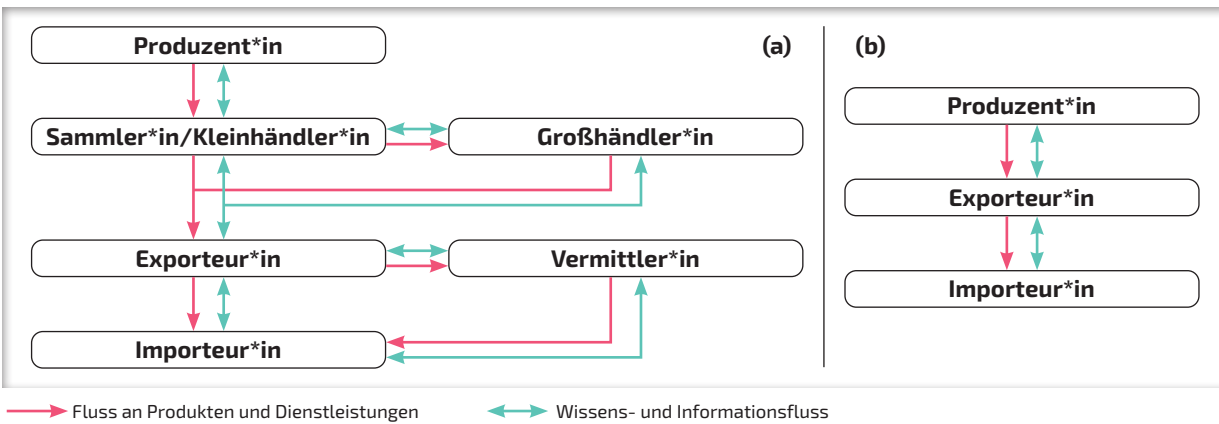 Produzent*in
(a)
Sammler*in/Kleinhändler*in
Großhändler*in
Exporteur*in
Vermittler*in
Importeur*in
(b)
Produzent*in
Exporteur*in
Importeur*in
Fluss an Produkten und Dienstleistungen
Wissens- und Informationsfluss